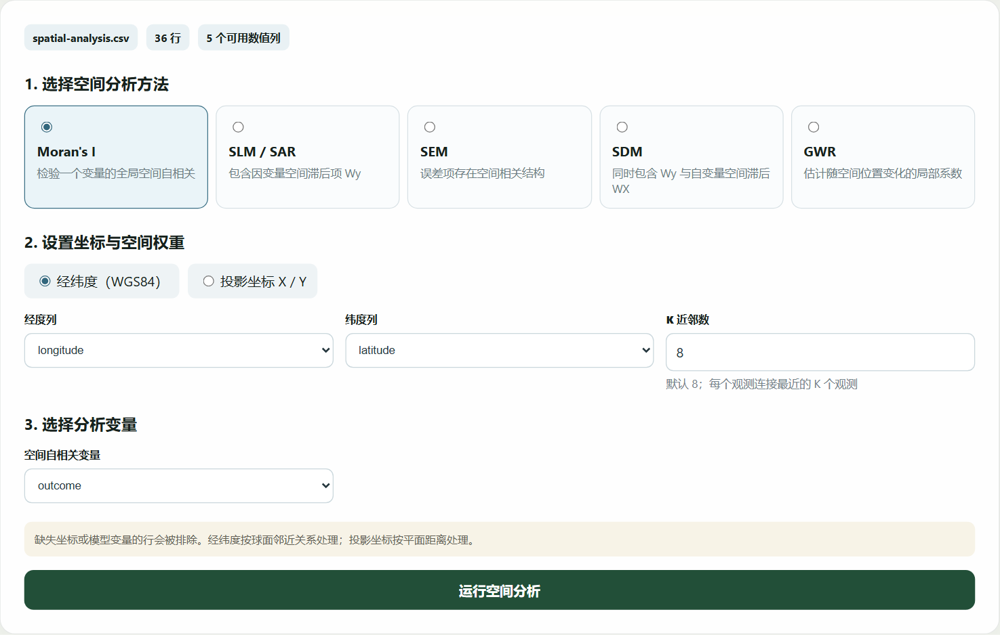 spatial-analysis.csv 36 行 5 个可用数值列
1. 选择空间分析方法
Moran's I
检验一个变量的全局空间自相关
SLM / SAR
包含因变量空间滞后项 Wy
SEM
误差项存在空间相关结构
SDM
同时包含 Wy 与自变量空间滞后
WX
GWR
估计随空间位置变化的局部系数
2. 设置坐标与空间权重
经纬度（WGS84） 投影坐标 X / Y
经度列
longitude
纬度列
latitude
K 近邻数
8
默认 8；每个观测连接最近的 K 个观测
3. 选择分析变量
空间自相关变量
outcome
缺失坐标或模型变量的行会被排除。经纬度按球面邻近关系处理；投影坐标按平面距离处理。
运行空间分析